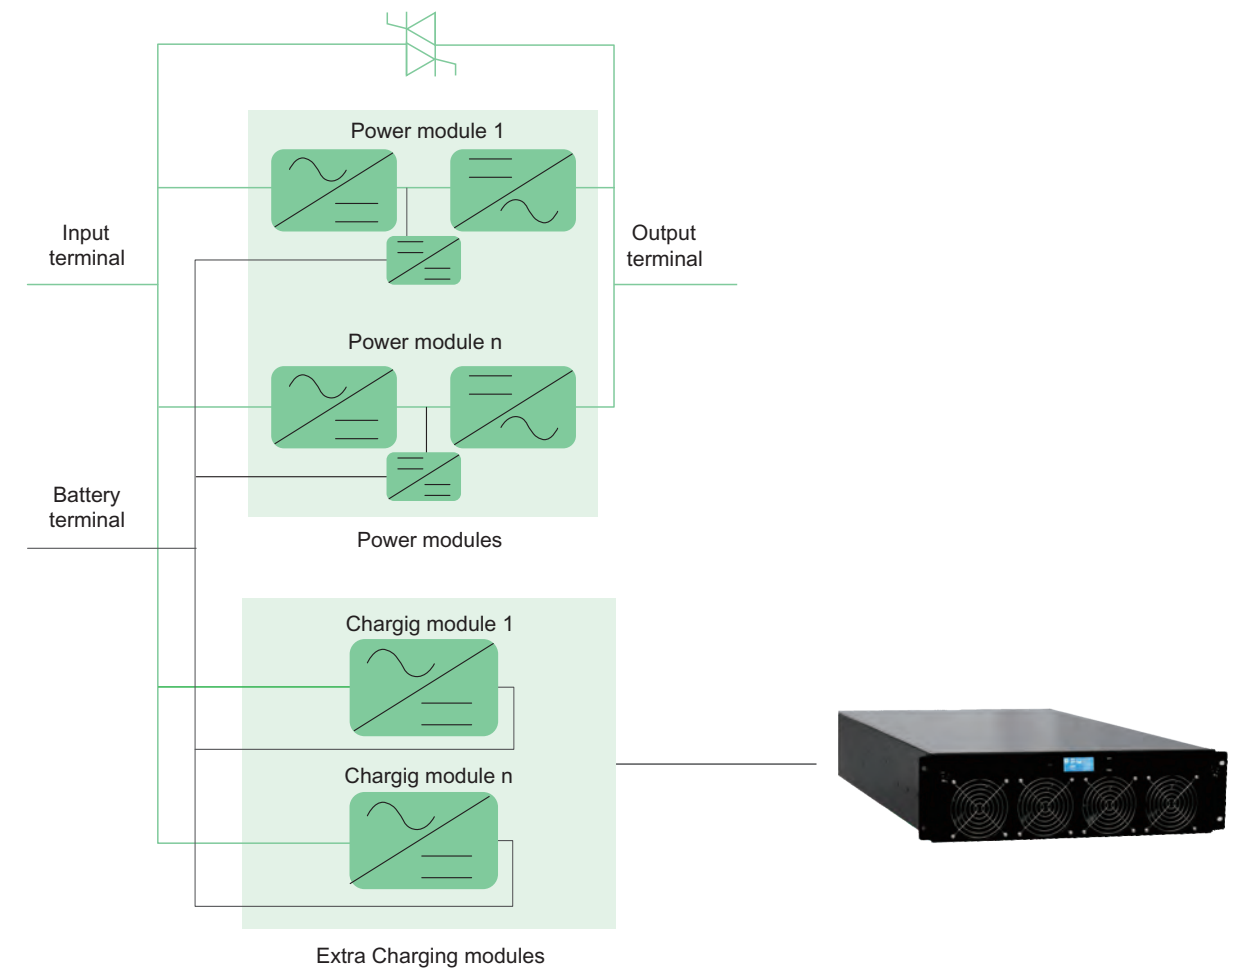 Power module 1
Input
terminal
Output
terminal
Power module n
Battery
terminal
Power modules
Chargig module 1
Chargig module n
Extra Charging modules